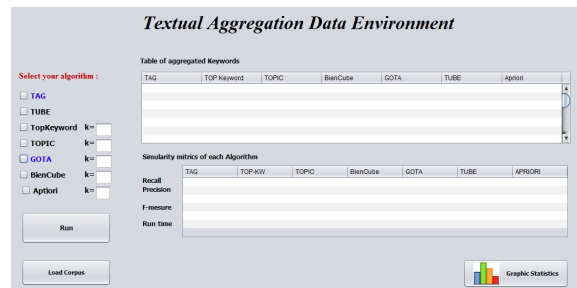 Textual Aggregation Data Environment
Table of aggregated Keywords
Select your algorithm :
TAG TOP Keyword TOPIC BienCube GOTA TUBE Apriori
TAG
TUBE
TopKeyword k=
TOPIC k=
GOTA k=
BienCube k=
Aptiori k=
Simularity mitrics of each Algorithm
TAG TOP-KW TOPIC BienCube GOTA TUBE APRIORI
Recall
Precision
F-mesure
Run time
Run
Load Corpus
Graphic Statistics